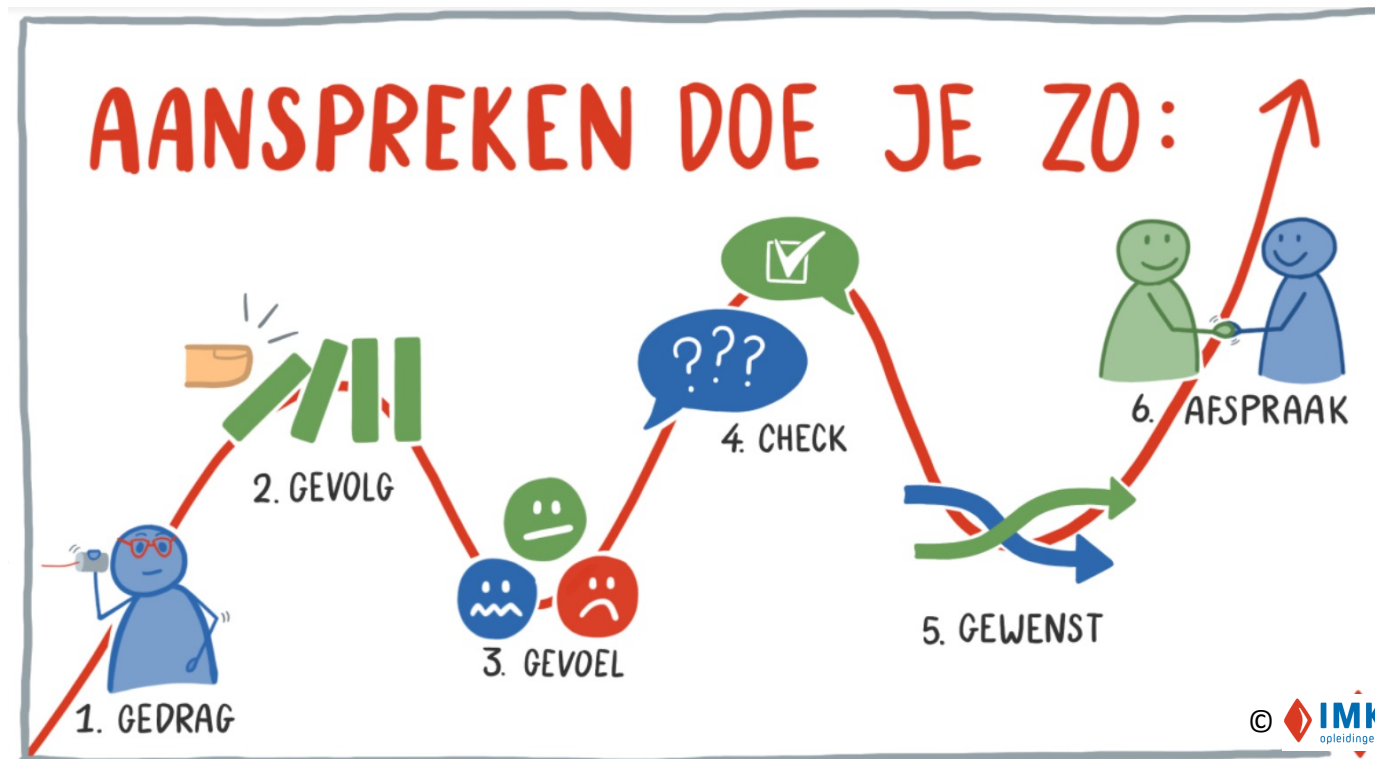 AANSPREKEN DOE JE ZO:
1. GEDRAG
2. GEVOLG
3. GEVOEL
???
4. CHECK
5. GEWENST
6. AFSPRAAK
© IMK
opleidinge